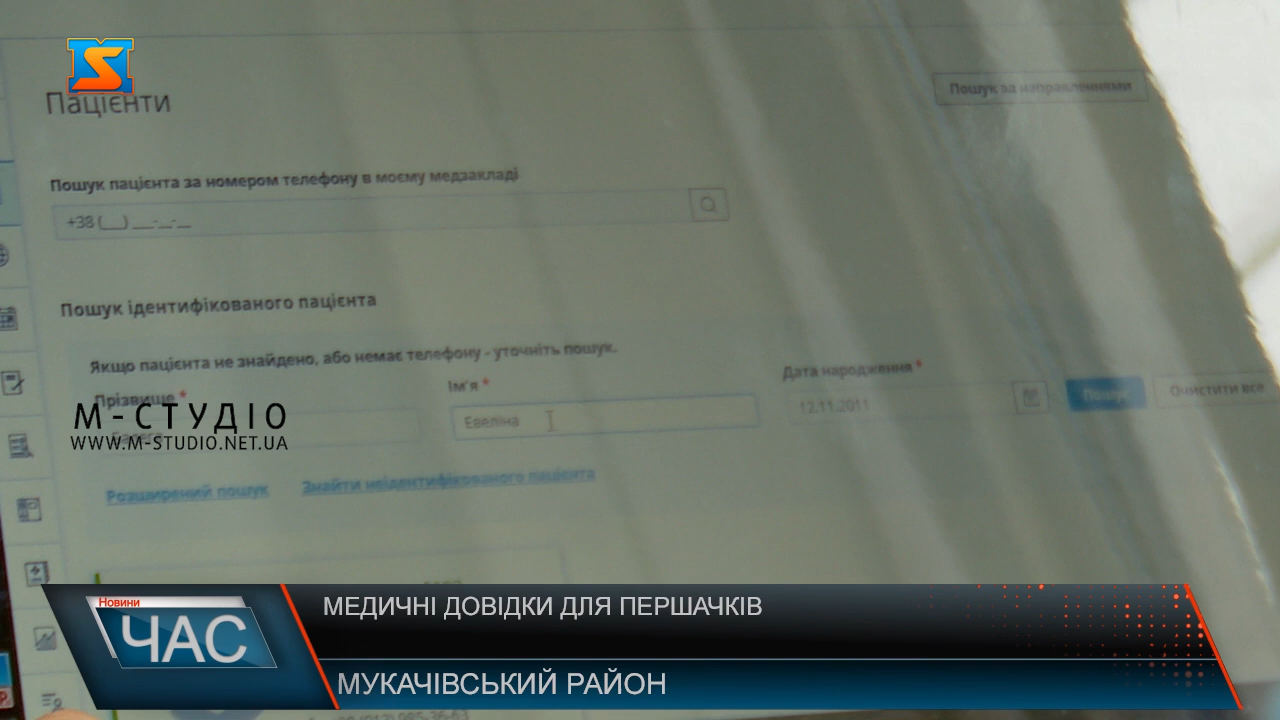 Пацієнти
Пошук за направленнями
Пошук пацієнта за номером телефону в моєму медзакладі
+38 (__) ___-__-__
Пошук ідентифікованого пацієнта
Якщо пацієнта не знайдено, або немає телефону - уточніть пошук.
Прізвище * Ім'я * Дата народження *
Евеліна 12.11.2011 Пошук Очистити все
М-СТУДІО
WWW.M-STUDIO.NET.UA
Розширений пошук Знайти неідентифікованого пацієнта
Новини
ЧАС
МЕДИЧНІ ДОВІДКИ ДЛЯ ПЕРШАЧКІВ
МУКАЧІВСЬКИЙ РАЙОН